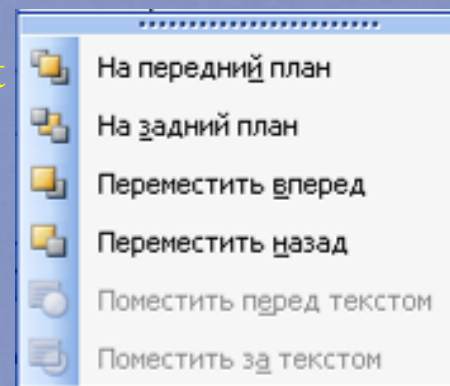 На передний план
На задний план
Переместить вперед
Переместить назад
Поместить перед текстом
Поместить за текстом